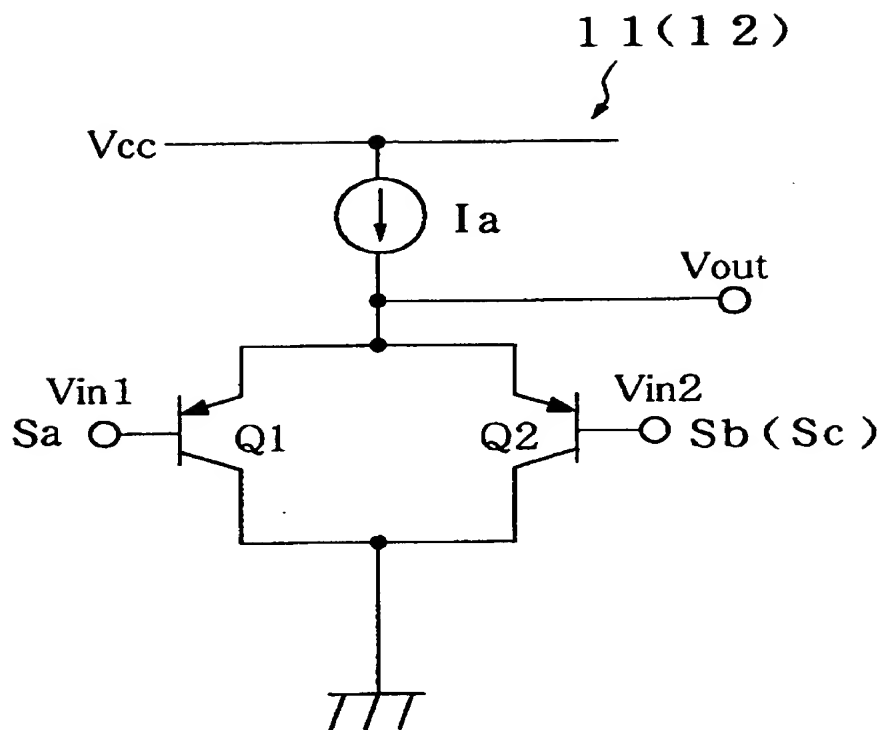 11(12)
Vcc
Ia
Vout
Vin1
Vin2
Sa
Q1
Q2
Sb(Sc)